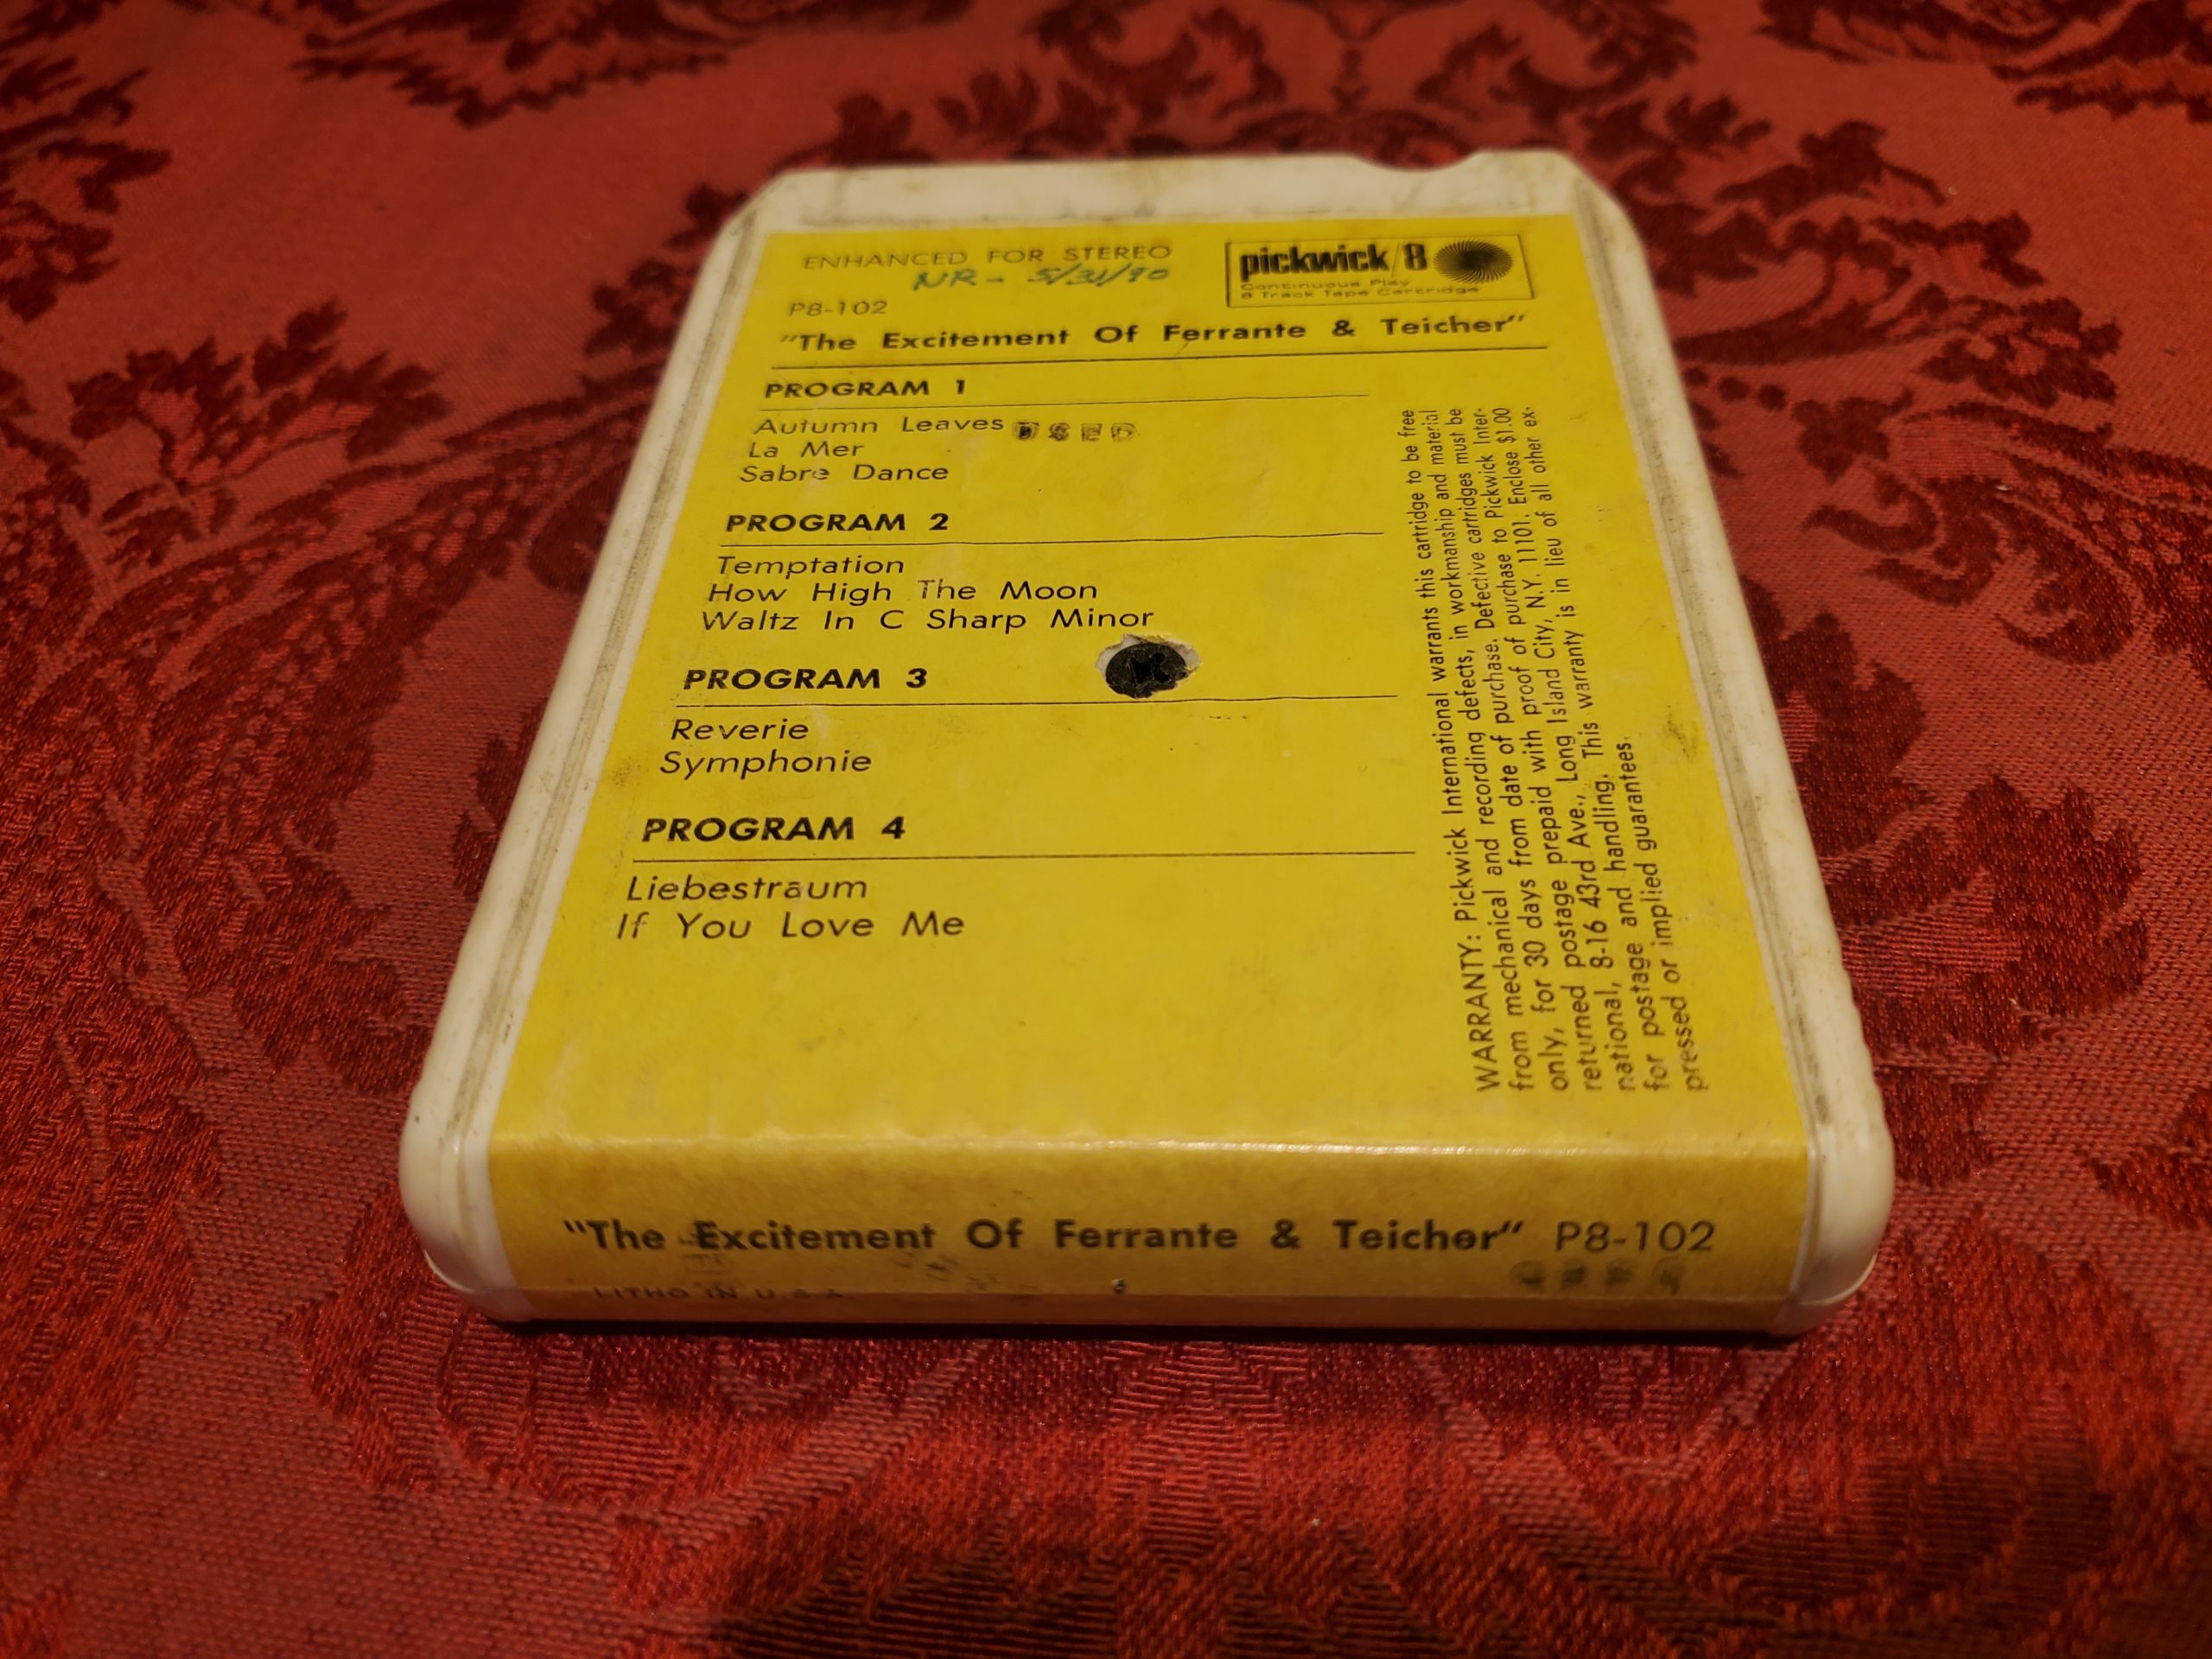 ENHANCED FOR STEREO
NR - 5/31/90
pickwick/8
Continuous Play
8 Track Tape Cartridge
P8-102
"The Excitement Of Ferrante & Teicher"
PROGRAM 1
Autumn Leaves USED
La Mer
Sabre Dance
PROGRAM 2
Temptation
How High The Moon
Waltz In C Sharp Minor
PROGRAM 3
Reverie
Symphonie
PROGRAM 4
Liebestraum
If You Love Me
WARRANTY: Pickwick International warrants this cartridge to be free
from mechanical and recording defects, in workmanship and material
only, for 30 days from date of purchase. Defective cartridges must be
returned postage prepaid with proof of purchase to Pickwick Inter-
national, 8-16 43rd Ave., Long Island City, N.Y. 11101. Enclose $1.00
for postage and handling. This warranty is in lieu of all other ex-
pressed or implied guarantees.
"The Excitement Of Ferrante & Teicher" P8-102
LITHO IN U.S.A.